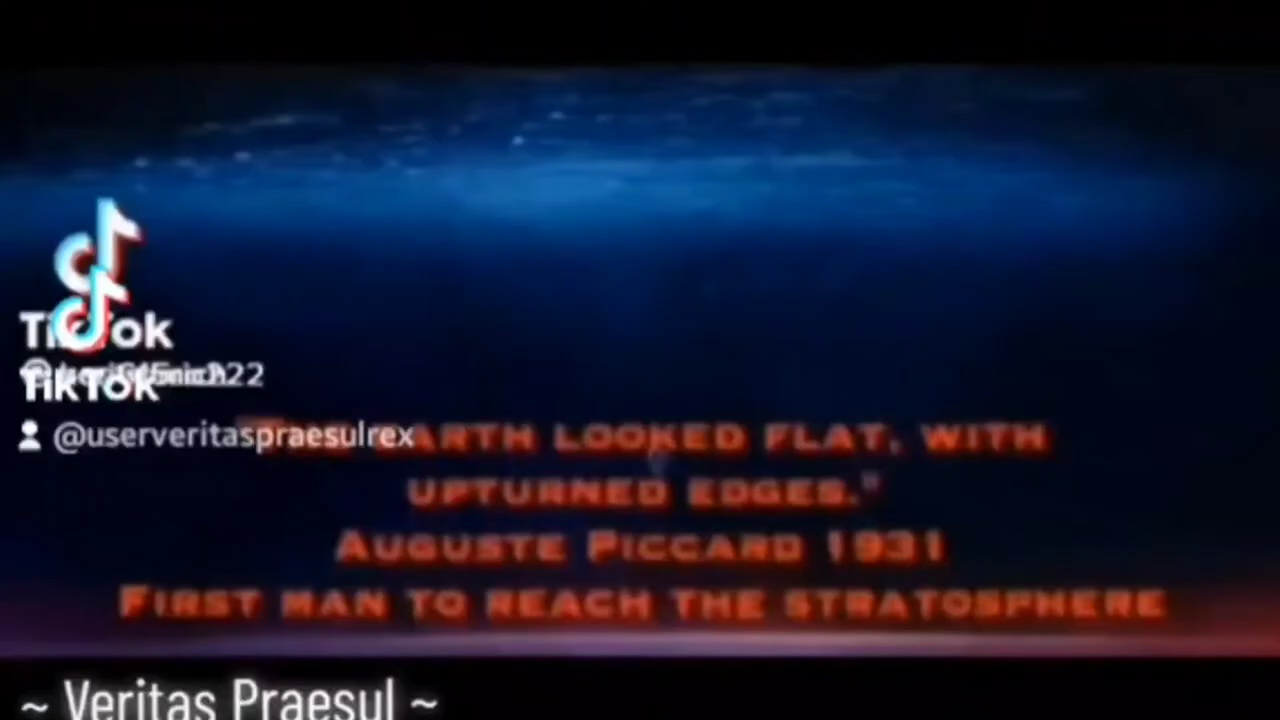 TikTok
TikTok
@userveritaspraesulrex
EARTH LOOKED FLAT, WITH
UPTURNED EDGES."
AUGUSTE PICCARD 1931
FIRST MAN TO REACH THE STRATOSPHERE
~ Veritas Praesul ~